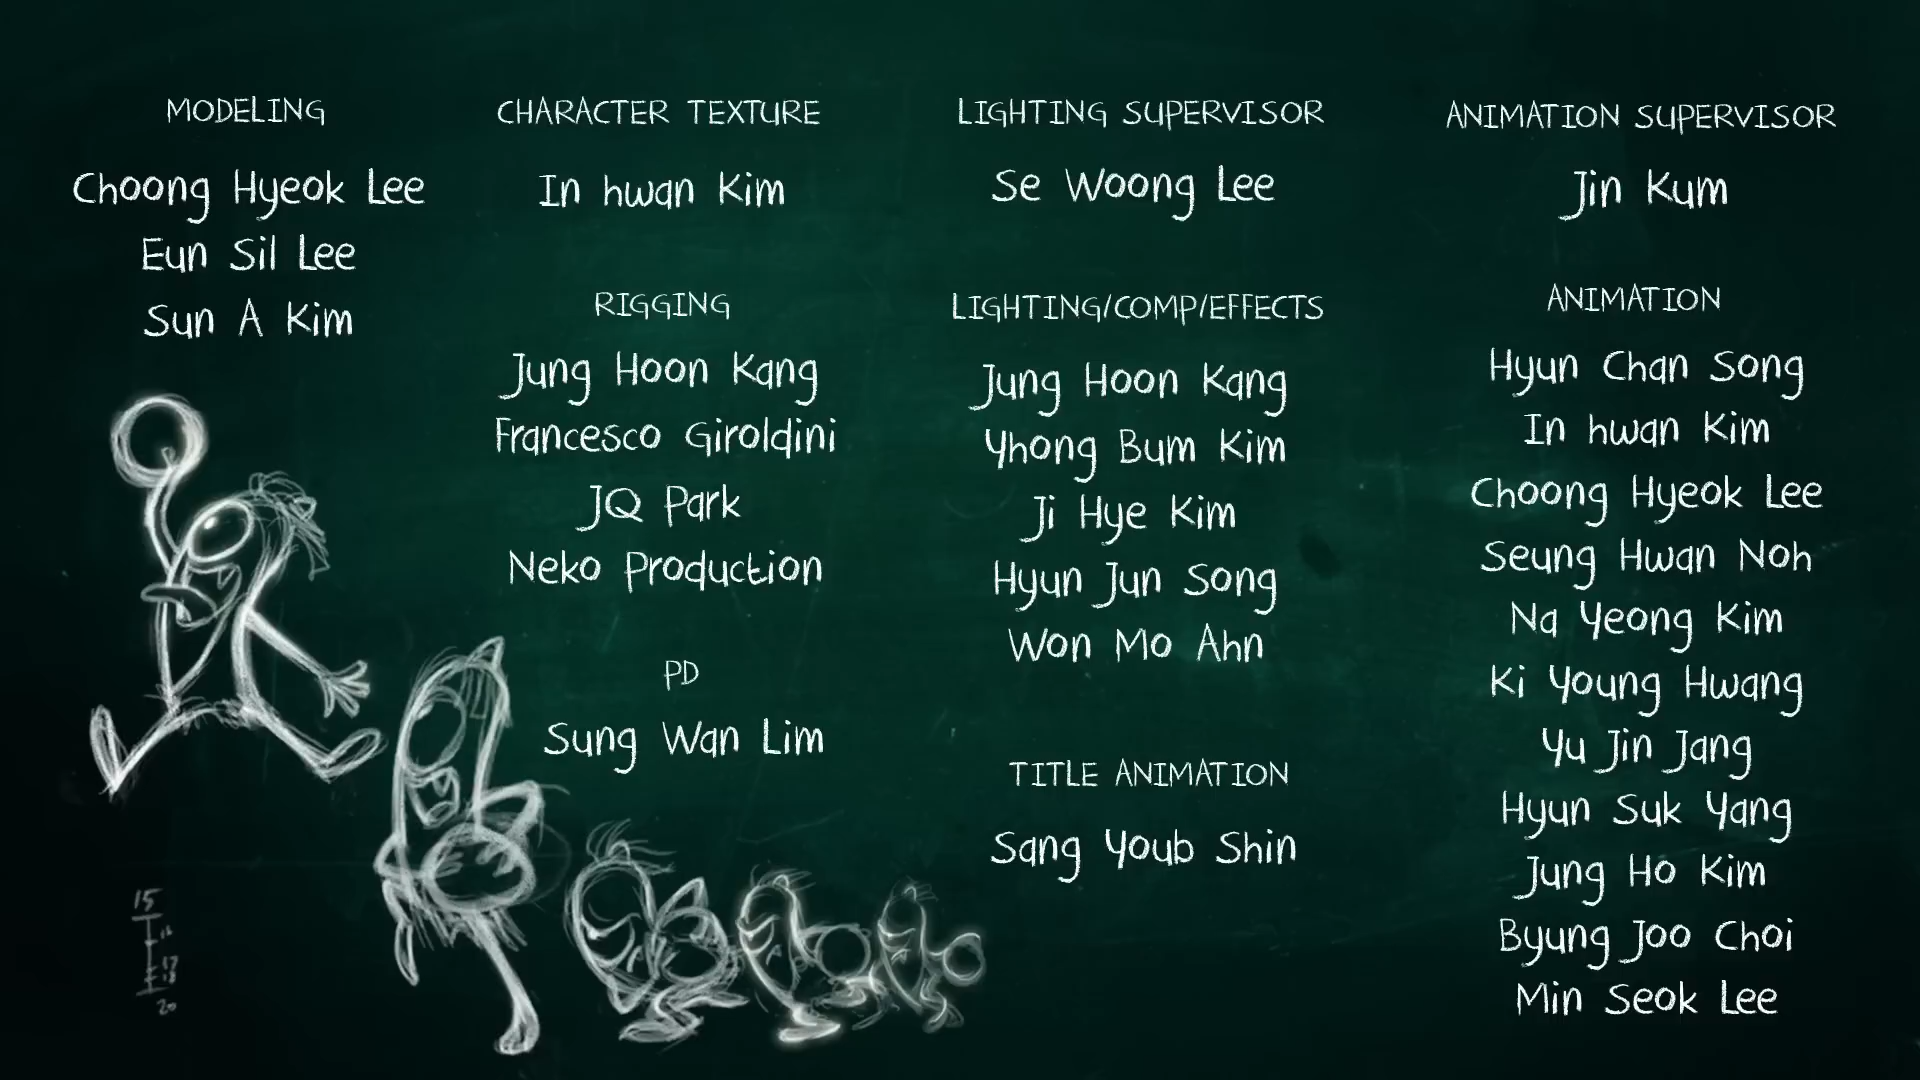 MODELING
Choong Hyeok Lee
Eun Sil Lee
Sun A Kim
CHARACTER TEXTURE
In hwan Kim
RIGGING
Jung Hoon Kang
Francesco Giroldini
JQ Park
Neko Production
PD
Sung Wan Lim
LIGHTING SUPERVISOR
Se Woong Lee
LIGHTING/COMP/EFFECTS
Jung Hoon Kang
Yhong Bum Kim
Ji Hye Kim
Hyun Jun Song
Won Mo Ahn
TITLE ANIMATION
Sang Youb Shin
ANIMATION SUPERVISOR
Jin Kum
ANIMATION
Hyun Chan Song
In hwan Kim
Choong Hyeok Lee
Seung Hwan Noh
Na Yeong Kim
Ki Young Hwang
Yu Jin Jang
Hyun Suk Yang
Jung Ho Kim
Byung Joo Choi
Min Seok Lee
15
20